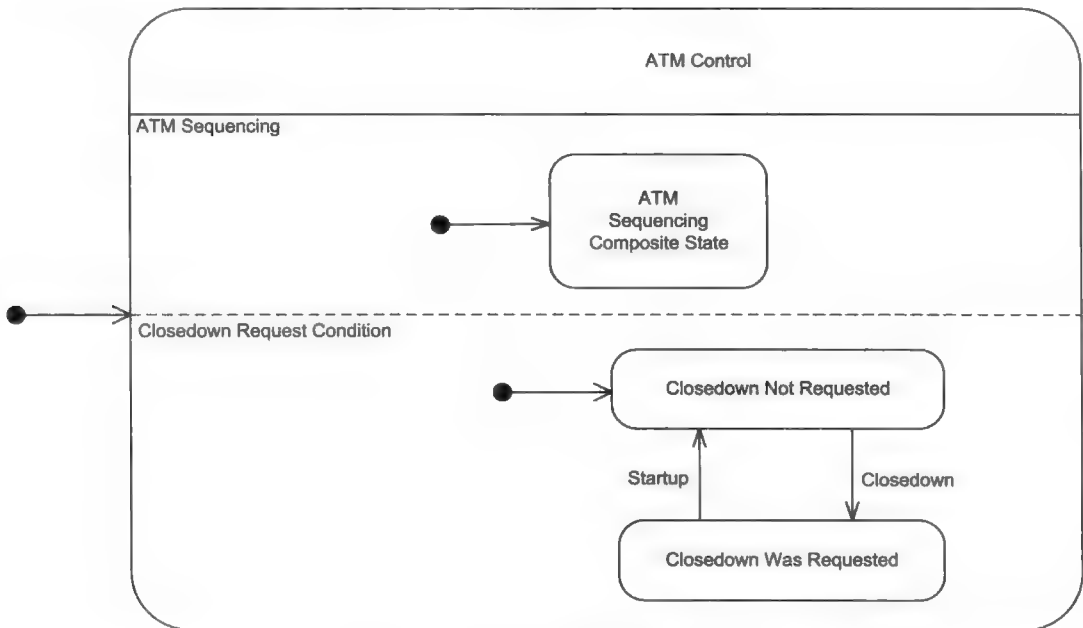 ATM Control
ATM Sequencing
ATM
Sequencing
Composite State
Closedown Request Condition
Closedown Not Requested
Startup
Closedown
Closedown Was Requested